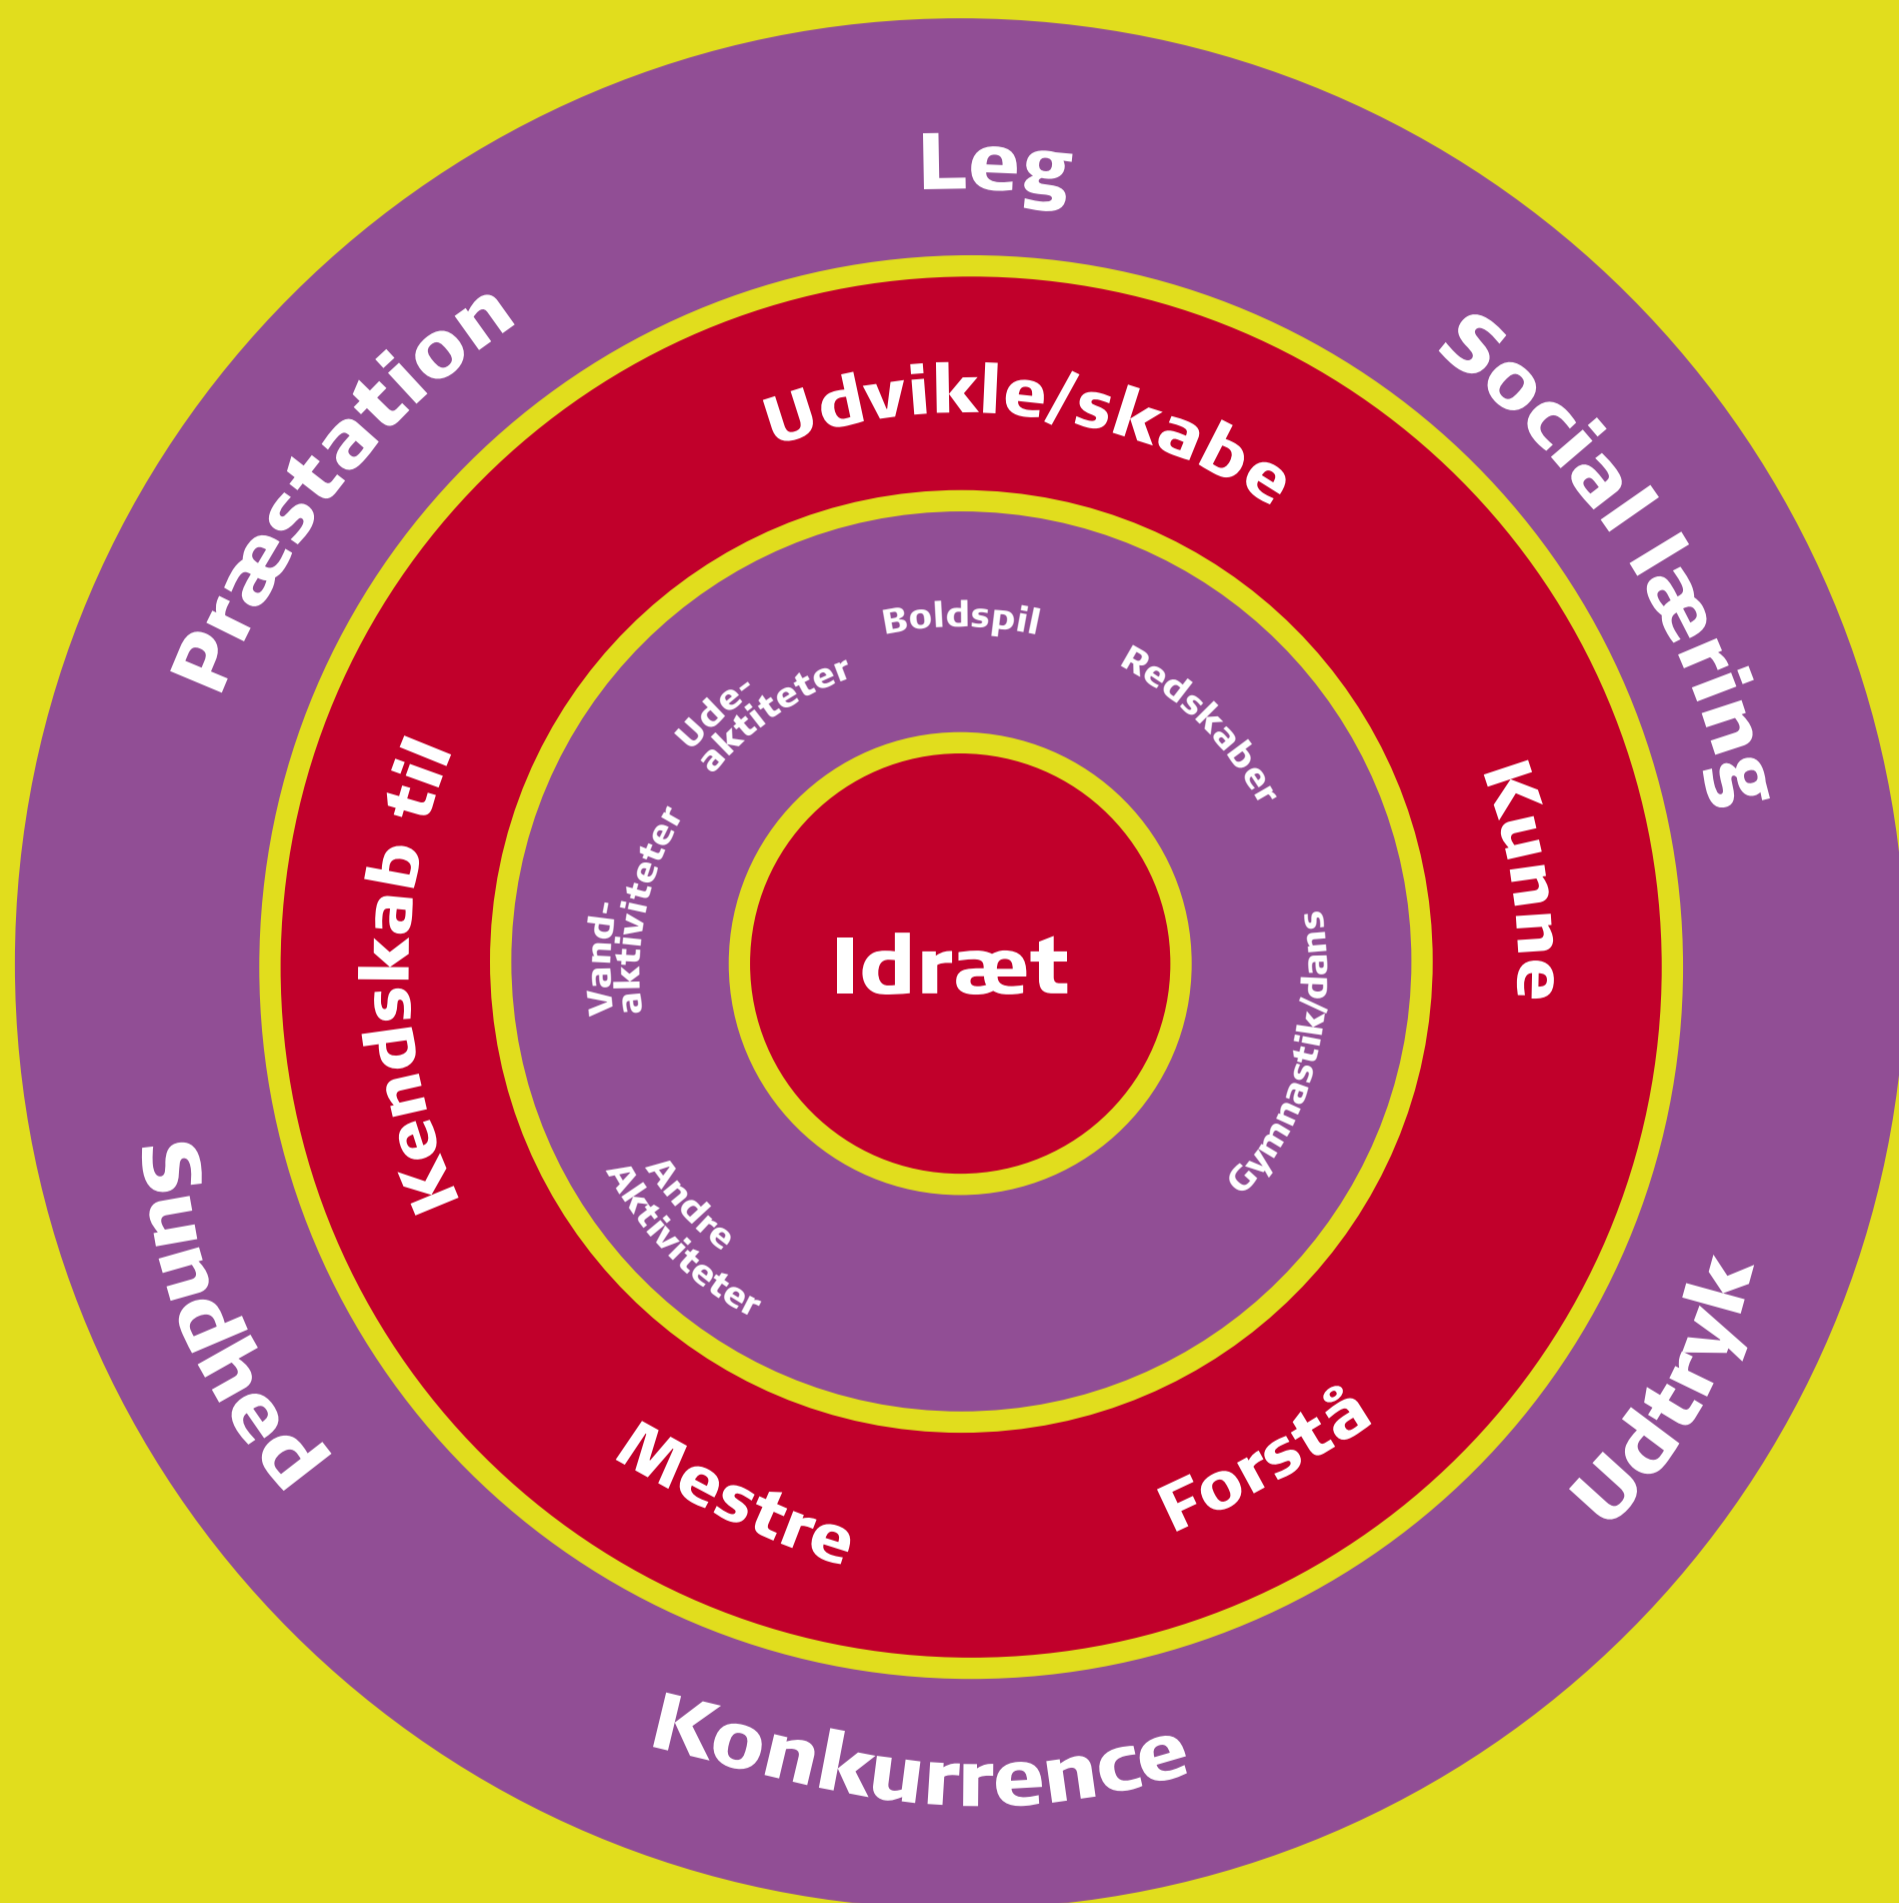 Leg
Social læring
Udtryk
Konkurrence
Sundhed
Præstation
Udvikle/skabe
Kunne
Forstå
Mestre
Kendskab til
Boldspil
Redskaber
Gymnastik/dans
Andre
Aktiviteter
Vand-
aktiviteter
Ude-
aktiteter
Idræt